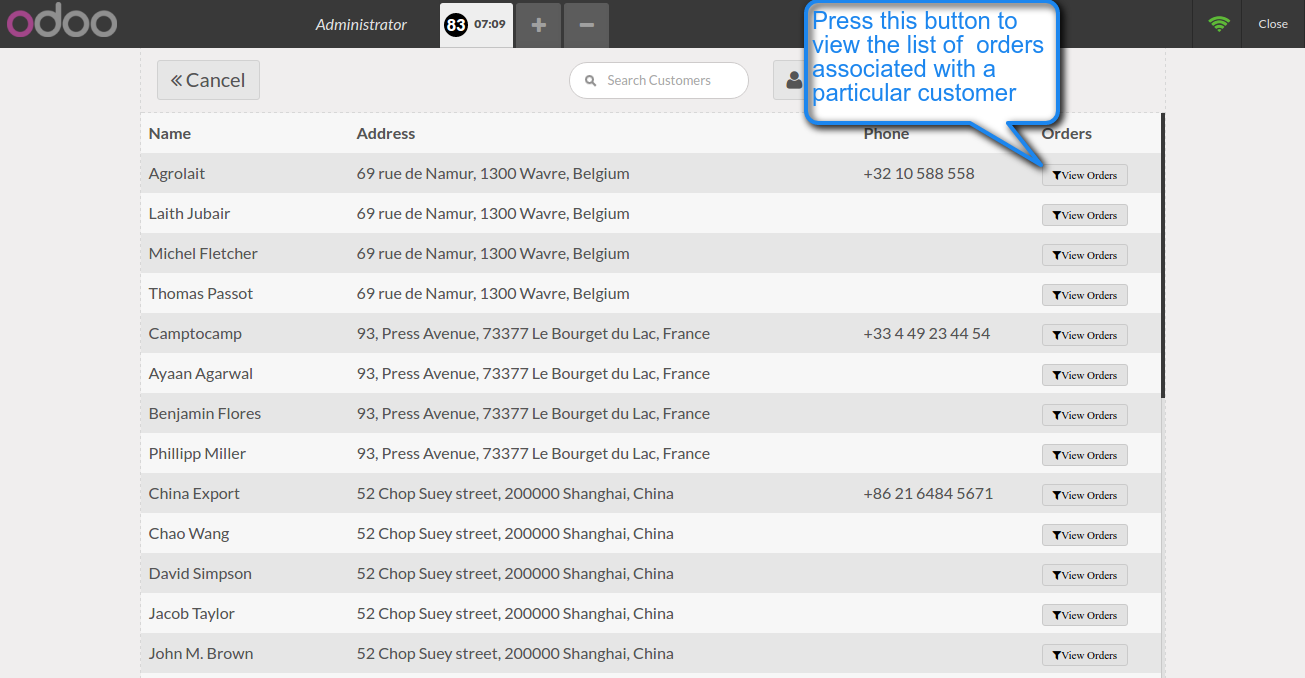 odoo
Administrator
83 07:09
Close
Press this button to
view the list of orders
associated with a
particular customer
Cancel
Search Customers
Name Address Phone Orders
Agrolait 69 rue de Namur, 1300 Wavre, Belgium +32 10 588 558 View Orders
Laith Jubair 69 rue de Namur, 1300 Wavre, Belgium View Orders
Michel Fletcher 69 rue de Namur, 1300 Wavre, Belgium View Orders
Thomas Passot 69 rue de Namur, 1300 Wavre, Belgium View Orders
Camptocamp 93, Press Avenue, 73377 Le Bourget du Lac, France +33 4 49 23 44 54 View Orders
Ayaan Agarwal 93, Press Avenue, 73377 Le Bourget du Lac, France View Orders
Benjamin Flores 93, Press Avenue, 73377 Le Bourget du Lac, France View Orders
Phillipp Miller 93, Press Avenue, 73377 Le Bourget du Lac, France View Orders
China Export 52 Chop Suey street, 200000 Shanghai, China +86 21 6484 5671 View Orders
Chao Wang 52 Chop Suey street, 200000 Shanghai, China View Orders
David Simpson 52 Chop Suey street, 200000 Shanghai, China View Orders
Jacob Taylor 52 Chop Suey street, 200000 Shanghai, China View Orders
John M. Brown 52 Chop Suey street, 200000 Shanghai, China View Orders